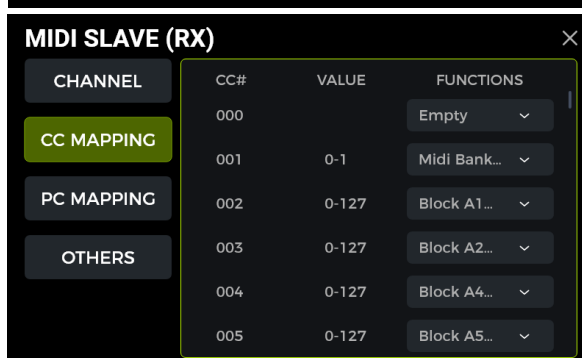 MIDI SLAVE (RX)
CHANNEL
CC MAPPING
PC MAPPING
OTHERS
CC# VALUE FUNCTIONS
000 Empty
001 0-1 Midi Bank...
002 0-127 Block A1...
003 0-127 Block A2...
004 0-127 Block A4...
005 0-127 Block A5...